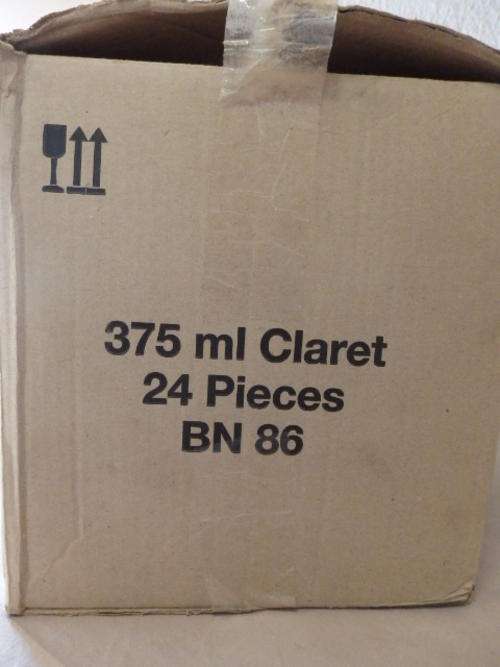 375 ml Claret
24 Pieces
BN 86